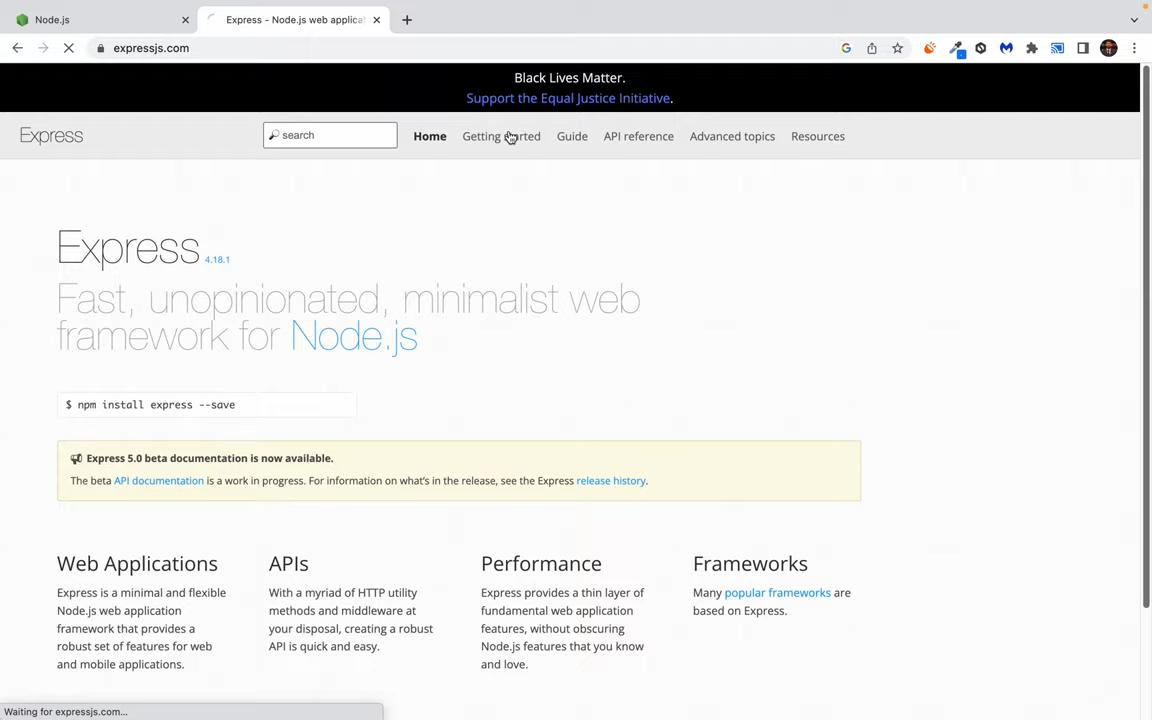 Node.js
Express - Node.js web applica
expressjs.com
Black Lives Matter.
Support the Equal Justice Initiative.
Express
search
Home
Getting started
Guide
API reference
Advanced topics
Resources
Express 4.18.1
Fast, unopinionated, minimalist web
framework for Node.js
$ npm install express --save
Express 5.0 beta documentation is now available.
The beta API documentation is a work in progress. For information on what's in the release, see the Express release history.
Web Applications
Express is a minimal and flexible
Node.js web application
framework that provides a
robust set of features for web
and mobile applications.
APIs
With a myriad of HTTP utility
methods and middleware at
your disposal, creating a robust
API is quick and easy.
Performance
Express provides a thin layer of
fundamental web application
features, without obscuring
Node.js features that you know
and love.
Frameworks
Many popular frameworks are
based on Express.
Waiting for expressjs.com...